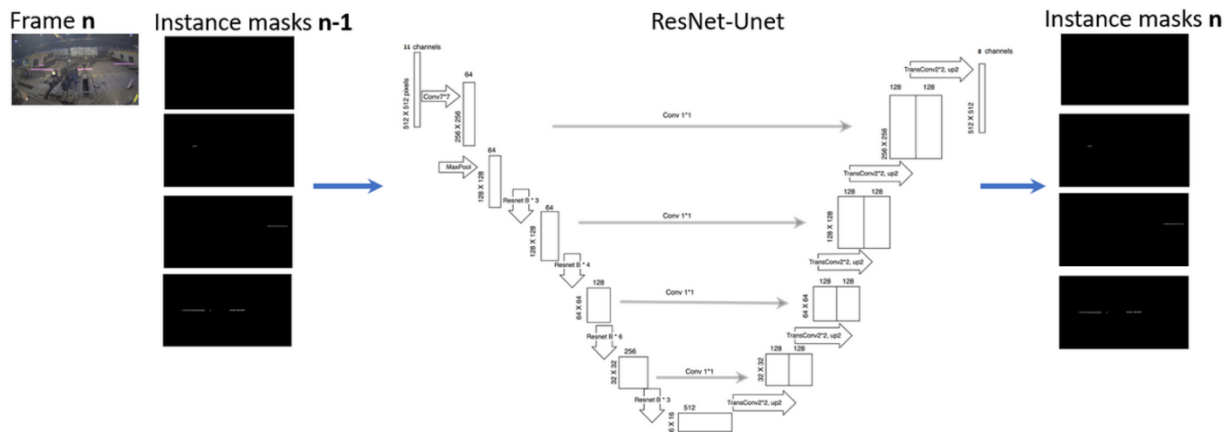 Frame n
Instance masks n-1
ResNet-Unet
Instance masks n
11 channels
512 X 512 pixels
Conv7*7
64
256 X 256
MaxPool
64
128 X 128
Resnet B * 3
64
128 X 128
Resnet B * 4
128
64 X 64
Resnet B * 6
256
32 X 32
Resnet B * 3
512
6 X 16
Conv 1*1
Conv 1*1
Conv 1*1
Conv 1*1
TransConv2*2, up2
128 128
32 X 32
TransConv2*2, up2
128 128
64 X 64
TransConv2*2, up2
128 128
128 X 128
TransConv2*2, up2
128 128
256 X 256
TransConv2*2, up2
8 channels
512 X 512